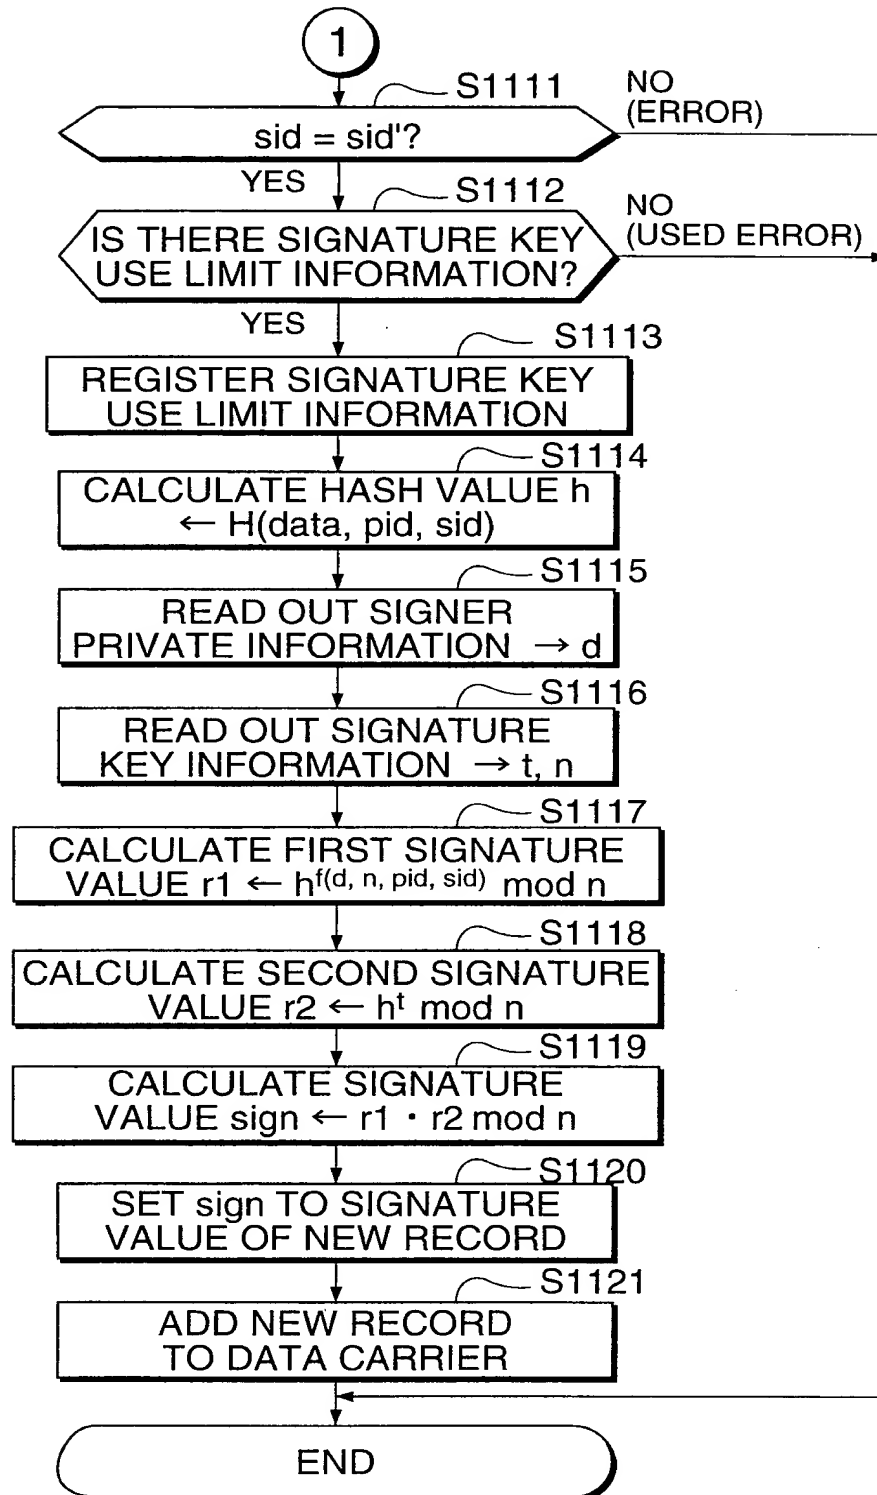 1
S1111
NO
(ERROR)
sid = sid'?
YES
S1112
NO
(USED ERROR)
IS THERE SIGNATURE KEY
USE LIMIT INFORMATION?
YES
S1113
REGISTER SIGNATURE KEY
USE LIMIT INFORMATION
S1114
CALCULATE HASH VALUE h
← H(data, pid, sid)
S1115
READ OUT SIGNER
PRIVATE INFORMATION → d
S1116
READ OUT SIGNATURE
KEY INFORMATION → t, n
S1117
CALCULATE FIRST SIGNATURE
VALUE r1 ← h^f(d, n, pid, sid) mod n
S1118
CALCULATE SECOND SIGNATURE
VALUE r2 ← h^t mod n
S1119
CALCULATE SIGNATURE
VALUE sign ← r1 · r2 mod n
S1120
SET sign TO SIGNATURE
VALUE OF NEW RECORD
S1121
ADD NEW RECORD
TO DATA CARRIER
END